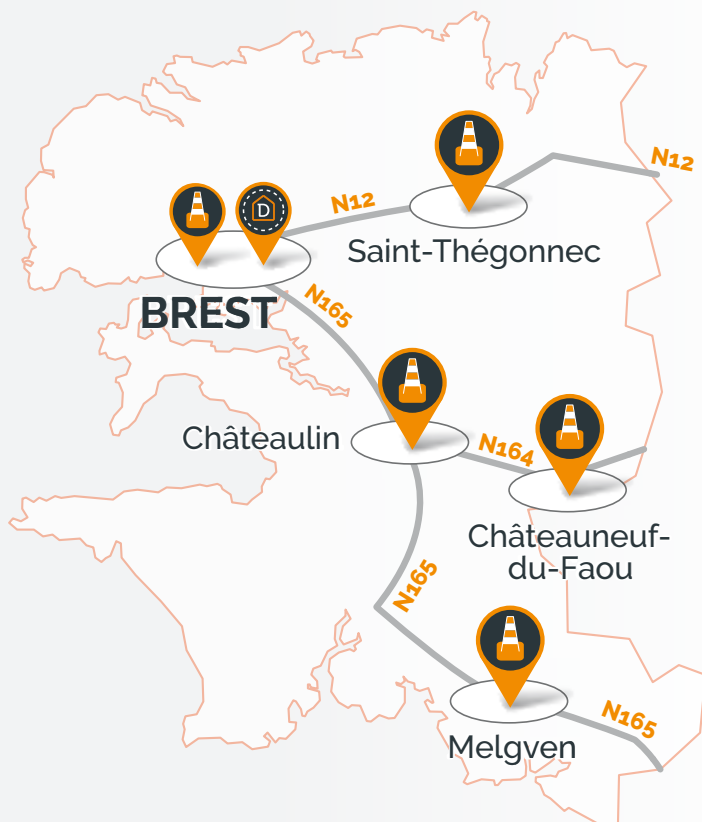 N12
N12
Saint-Thégonnec
D
BREST
N165
Châteaulin
N164
Châteauneuf-
du-Faou
N165
N165
Melgven